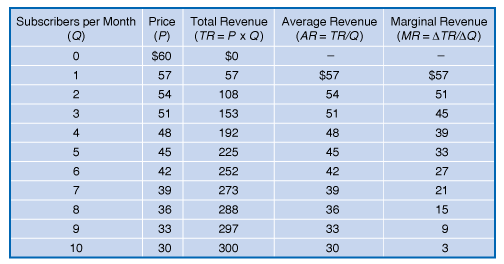 Subscribers per Month Price Total Revenue Average Revenue Marginal Revenue
(Q) (P) (TR = P x Q) (AR = TR/Q) (MR = ΔTR/ΔQ)
0 $60 $0 – –
1 57 57 $57 $57
2 54 108 54 51
3 51 153 51 45
4 48 192 48 39
5 45 225 45 33
6 42 252 42 27
7 39 273 39 21
8 36 288 36 15
9 33 297 33 9
10 30 300 30 3